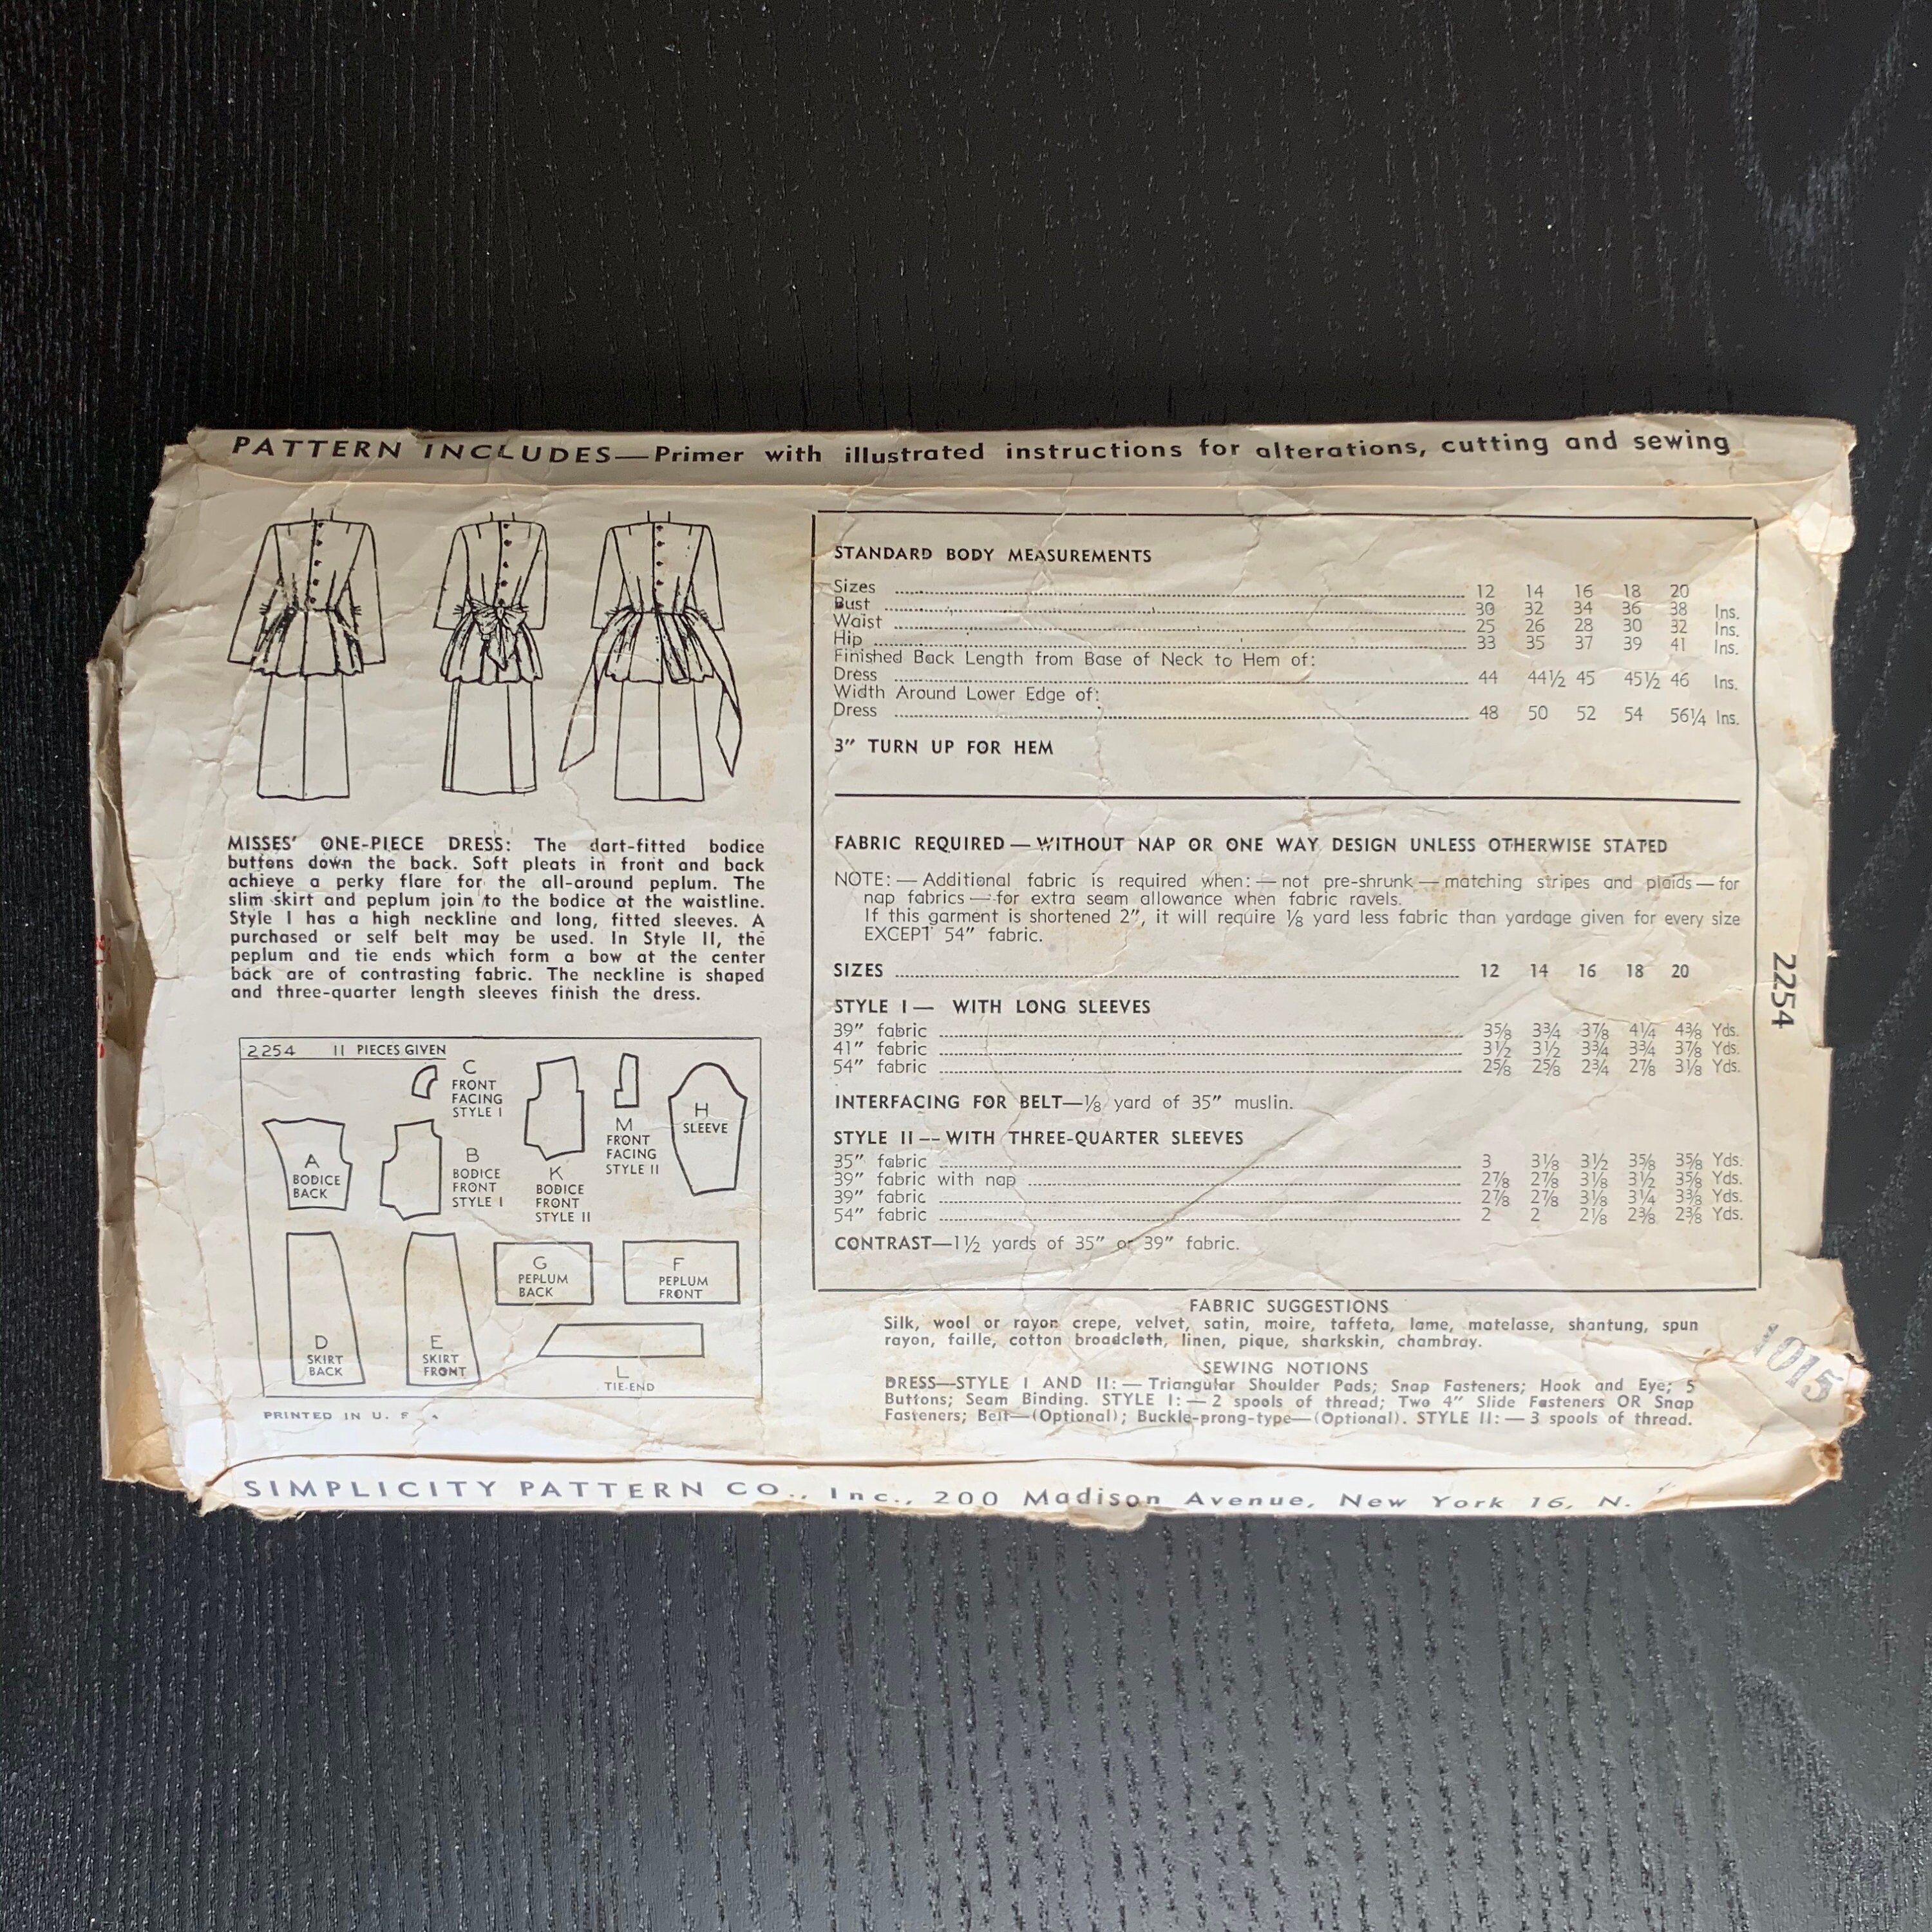 PATTERN INCLUDES—Primer with illustrated instructions for alterations, cutting and sewing
MISSES' ONE-PIECE DRESS: The dart-fitted bodice
buttons down the back. Soft pleats in front and back
achieve a perky flare for the all-around peplum. The
slim skirt and peplum join to the bodice at the waistline.
Style I has a high neckline and long, fitted sleeves. A
purchased or self belt may be used. In Style II, the
peplum and tie ends which form a bow at the center
back are of contrasting fabric. The neckline is shaped
and three-quarter length sleeves finish the dress.
2254 11 PIECES GIVEN
C
FRONT
FACING
STYLE I
M
FRONT
FACING
STYLE II
H
SLEEVE
A
BODICE
BACK
B
BODICE
FRONT
STYLE I
K
BODICE
FRONT
STYLE II
G
PEPLUM
BACK
F
PEPLUM
FRONT
D
SKIRT
BACK
E
SKIRT
FRONT
L
TIE-END
PRINTED IN U.
STANDARD BODY MEASUREMENTS
Sizes 12 14 16 18 20
Bust 30 32 34 36 38 Ins.
Waist 25 26 28 30 32 Ins.
Hip 33 35 37 39 41 Ins.
Finished Back Length from Base of Neck to Hem of:
Dress 44 44½ 45 45½ 46 Ins.
Width Around Lower Edge of:
Dress 48 50 52 54 56¼ Ins.
3" TURN UP FOR HEM
FABRIC REQUIRED — WITHOUT NAP OR ONE WAY DESIGN UNLESS OTHERWISE STATED
NOTE: — Additional fabric is required when: — not pre-shrunk — matching stripes and plaids — for
nap fabrics — for extra seam allowance when fabric ravels.
If this garment is shortened 2", it will require ⅛ yard less fabric than yardage given for every size
EXCEPT 54" fabric.
SIZES 12 14 16 18 20
STYLE I — WITH LONG SLEEVES
39" fabric 3⅝ 3¾ 3⅞ 4¼ 4⅜ Yds.
41" fabric 3½ 3½ 3¾ 3¾ 3⅞ Yds.
54" fabric 2⅝ 2⅝ 2¾ 2⅞ 3⅛ Yds.
INTERFACING FOR BELT—⅛ yard of 35" muslin.
STYLE II -- WITH THREE-QUARTER SLEEVES
35" fabric 3 3⅛ 3½ 3⅝ 3⅝ Yds.
39" fabric with nap 2⅞ 2⅞ 3⅛ 3½ 3⅝ Yds.
39" fabric 2⅞ 2⅞ 3⅛ 3¼ 3⅜ Yds.
54" fabric 2 2 2⅛ 2⅜ 2⅜ Yds.
CONTRAST—1½ yards of 35" or 39" fabric.
FABRIC SUGGESTIONS
Silk, wool or rayon crepe, velvet, satin, moire, taffeta, lame, matelasse, shantung, spun
rayon, faille, cotton broadcloth, linen, pique, sharkskin, chambray.
SEWING NOTIONS
DRESS—STYLE I AND II: — Triangular Shoulder Pads; Snap Fasteners; Hook and Eye; 5
Buttons; Seam Binding. STYLE I: — 2 spools of thread; Two 4" Slide Fasteners OR Snap
Fasteners; Belt—(Optional); Buckle-prong-type—(Optional). STYLE II: — 3 spools of thread.
2254
1015
SIMPLICITY PATTERN CO., Inc., 200 Madison Avenue, New York 16, N.